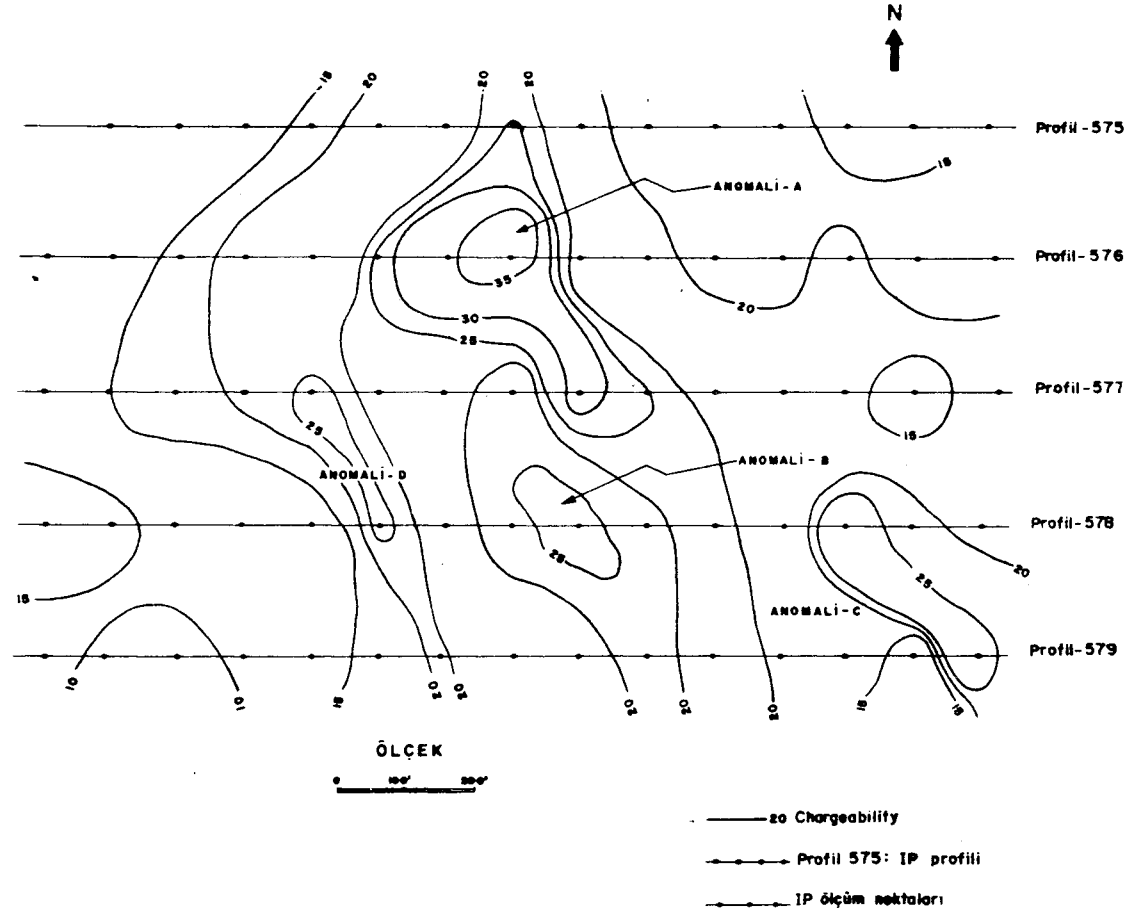 N
15
20
20
20
Profil-575
15
ANOMALİ-A
Profil-576
35
20
30
25
Profil-577
25
15
ANOMALİ-D
ANOMALİ-B
Profil-578
25
20
25
15
ANOMALİ-C
Profil-579
10
10
15
20
20
20
20
20
15
15
ÖLÇEK
0 100' 200'
20 Chargeability
Profil 575: IP profili
IP ölçüm noktaları